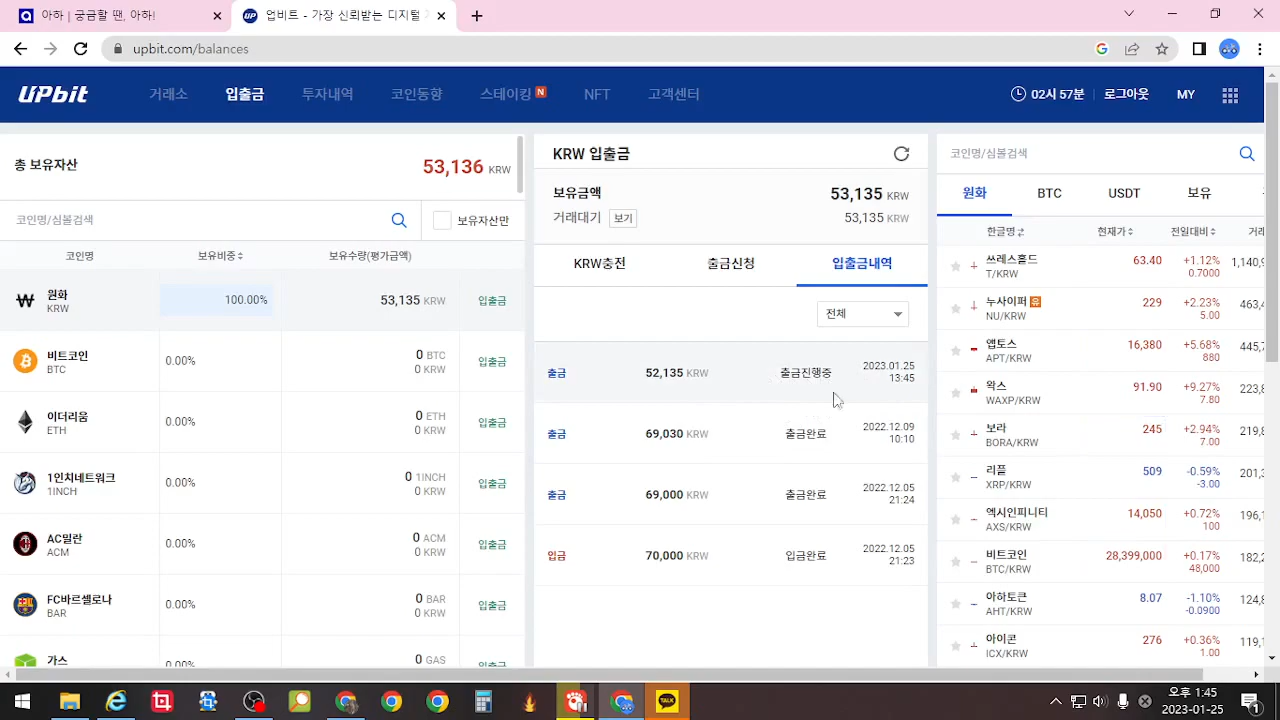 아하 ! 궁금할 땐, 아하!
업비트 - 가장 신뢰받는 디지털
upbit.com/balances
UPbit
거래소
입출금
투자내역
코인동향
스테이킹 N
NFT
고객센터
02시 57분
로그아웃
MY
총 보유자산
53,136 KRW
코인명/심볼검색
보유자산만
코인명
보유비중
보유수량(평가금액)
원화
KRW
100.00%
53,135 KRW
입출금
비트코인
BTC
0.00%
0 BTC
0 KRW
입출금
이더리움
ETH
0.00%
0 ETH
0 KRW
입출금
1인치네트워크
1INCH
0.00%
0 1INCH
0 KRW
입출금
AC밀란
ACM
0.00%
0 ACM
0 KRW
입출금
FC바르셀로나
BAR
0.00%
0 BAR
0 KRW
입출금
가스
0.00%
0 GAS
입출금
KRW 입출금
보유금액
53,135 KRW
거래대기 보기
53,135 KRW
KRW충전
출금신청
입출금내역
전체
출금
52,135 KRW
출금진행중
2023.01.25
13:45
출금
69,030 KRW
출금완료
2022.12.09
10:10
출금
69,000 KRW
출금완료
2022.12.05
21:24
입금
70,000 KRW
입금완료
2022.12.05
21:23
코인명/심볼검색
원화
BTC
USDT
보유
한글명
현재가
전일대비
거래
쓰레스홀드
T/KRW
63.40
+1.12%
0.7000
1,140,9
누사이퍼 유
NU/KRW
229
+2.23%
5.00
463,4
앱토스
APT/KRW
16,380
+5.68%
880
445,7
왁스
WAXP/KRW
91.90
+9.27%
7.80
223,8
보라
BORA/KRW
245
+2.94%
7.00
219,8
리플
XRP/KRW
509
-0.59%
-3.00
201,3
엑시인피니티
AXS/KRW
14,050
+0.72%
100
196,1
비트코인
BTC/KRW
28,399,000
+0.17%
48,000
182,2
아하토큰
AHT/KRW
8.07
-1.10%
-0.0900
124,8
아이콘
ICX/KRW
276
+0.36%
1.00
119,1
TALK
오후 1:45
2023-01-25
1